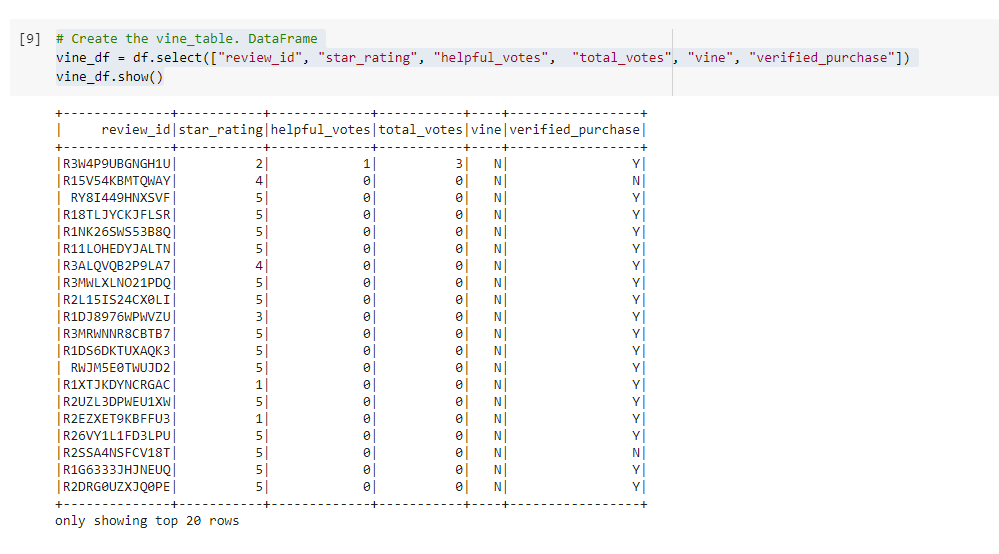 [9] # Create the vine_table. DataFrame
vine_df = df.select(["review_id", "star_rating", "helpful_votes",  "total_votes", "vine", "verified_purchase"])
vine_df.show()
+--------------+-----------+-------------+-----------+----+-----------------+
|     review_id|star_rating|helpful_votes|total_votes|vine|verified_purchase|
+--------------+-----------+-------------+-----------+----+-----------------+
|R3W4P9UBGNGH1U|          2|            1|          3|   N|                Y|
|R15V54KBMTQWAY|          4|            0|          0|   N|                N|
| RY8I449HNXSVF|          5|            0|          0|   N|                Y|
|R18TLJYCKJFLSR|          5|            0|          0|   N|                Y|
|R1NK26SWS53B8Q|          5|            0|          0|   N|                Y|
|R11LOHEDYJALTN|          5|            0|          0|   N|                Y|
|R3ALQVQB2P9LA7|          4|            0|          0|   N|                Y|
|R3MWLXLNO21PDQ|          5|            0|          0|   N|                Y|
|R2L15IS24CX0LI|          5|            0|          0|   N|                Y|
|R1DJ8976WPWVZU|          3|            0|          0|   N|                Y|
|R3MRWNNR8CBTB7|          5|            0|          0|   N|                Y|
|R1DS6DKTUXAQK3|          5|            0|          0|   N|                Y|
| RWJM5E0TWUJD2|          5|            0|          0|   N|                Y|
|R1XTJKDYNCRGAC|          1|            0|          0|   N|                Y|
|R2UZL3DPWEU1XW|          5|            0|          0|   N|                Y|
|R2EZXET9KBFFU3|          1|            0|          0|   N|                Y|
|R26VY1L1FD3LPU|          5|            0|          0|   N|                Y|
|R2SSA4NSFCV18T|          5|            0|          0|   N|                N|
|R1G6333JHJNEUQ|          5|            0|          0|   N|                Y|
|R2DRG0UZXJQ0PE|          5|            0|          0|   N|                Y|
+--------------+-----------+-------------+-----------+----+-----------------+
only showing top 20 rows